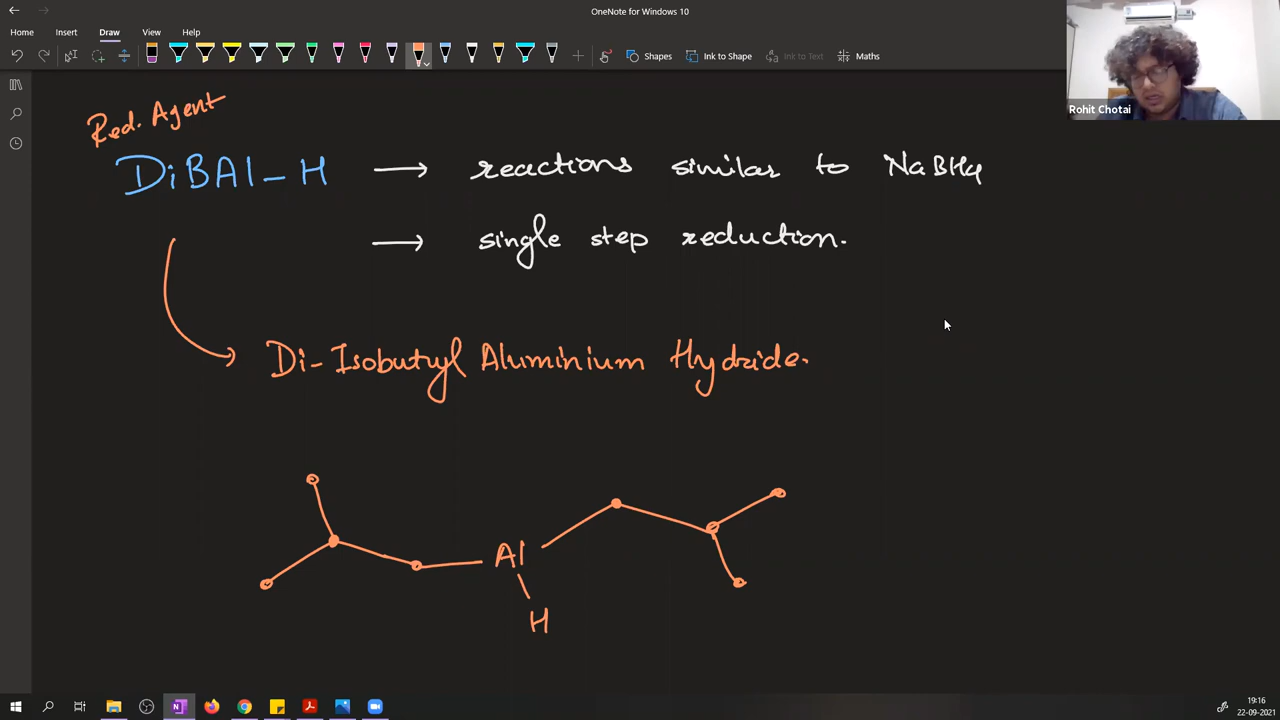 OneNote for Windows 10
Home Insert Draw View Help
Shapes Ink to Shape Ink to Text Maths
Rohit Chotai
Red. Agent
DiBAl-H → reactions similar to NaBH4
→ single step reduction.
Di-Isobutyl Aluminium Hydride.
Al
H
19:16
22-09-2021